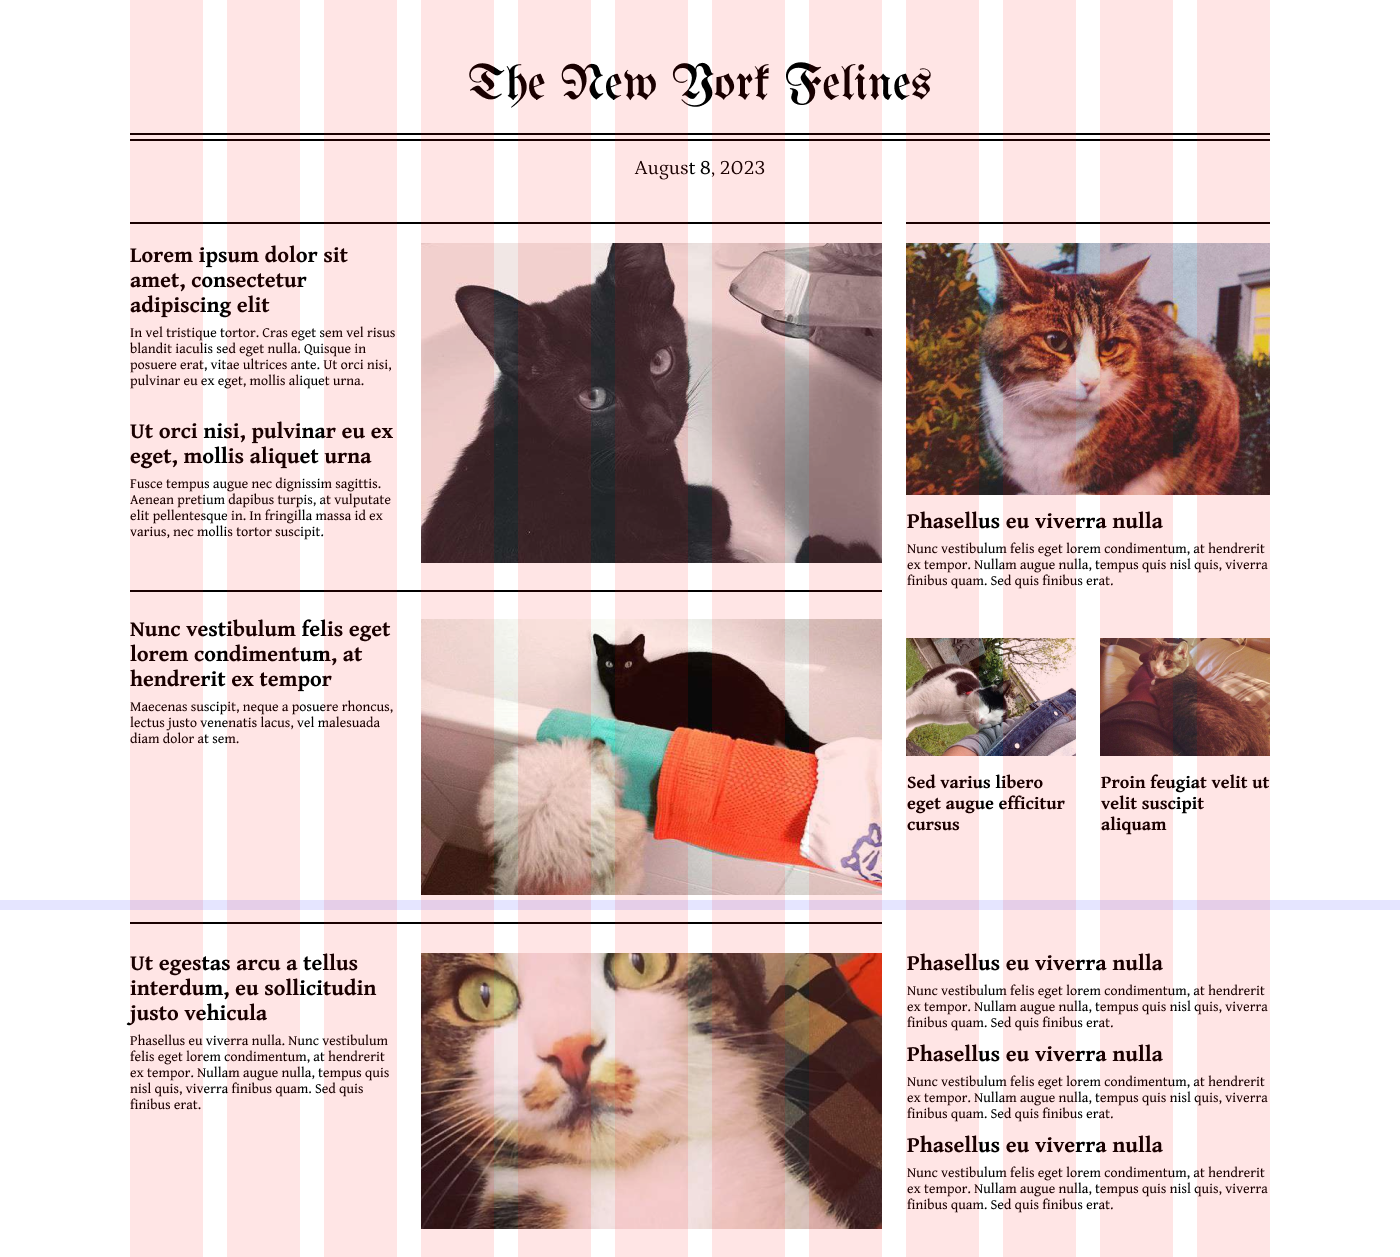 The New York Felines
August 8, 2023
Lorem ipsum dolor sit
amet, consectetur
adipiscing elit
In vel tristique tortor. Cras eget sem vel risus
blandit iaculis sed eget nulla. Quisque in
posuere erat, vitae ultrices ante. Ut orci nisi,
pulvinar eu ex eget, mollis aliquet urna.
Ut orci nisi, pulvinar eu ex
eget, mollis aliquet urna
Fusce tempus augue nec dignissim sagittis.
Aenean pretium dapibus turpis, at vulputate
elit pellentesque in. In fringilla massa id ex
varius, nec mollis tortor suscipit.
Nunc vestibulum felis eget
lorem condimentum, at
hendrerit ex tempor
Maecenas suscipit, neque a posuere rhoncus,
lectus justo venenatis lacus, vel malesuada
diam dolor at sem.
Ut egestas arcu a tellus
interdum, eu sollicitudin
justo vehicula
Phasellus eu viverra nulla. Nunc vestibulum
felis eget lorem condimentum, at hendrerit
ex tempor. Nullam augue nulla, tempus quis
nisl quis, viverra finibus quam. Sed quis
finibus erat.
Phasellus eu viverra nulla
Nunc vestibulum felis eget lorem condimentum, at hendrerit
ex tempor. Nullam augue nulla, tempus quis nisl quis, viverra
finibus quam. Sed quis finibus erat.
Sed varius libero
eget augue efficitur
cursus
Proin feugiat velit ut
velit suscipit
aliquam
Phasellus eu viverra nulla
Nunc vestibulum felis eget lorem condimentum, at hendrerit
ex tempor. Nullam augue nulla, tempus quis nisl quis, viverra
finibus quam. Sed quis finibus erat.
Phasellus eu viverra nulla
Nunc vestibulum felis eget lorem condimentum, at hendrerit
ex tempor. Nullam augue nulla, tempus quis nisl quis, viverra
finibus quam. Sed quis finibus erat.
Phasellus eu viverra nulla
Nunc vestibulum felis eget lorem condimentum, at hendrerit
ex tempor. Nullam augue nulla, tempus quis nisl quis, viverra
finibus quam. Sed quis finibus erat.